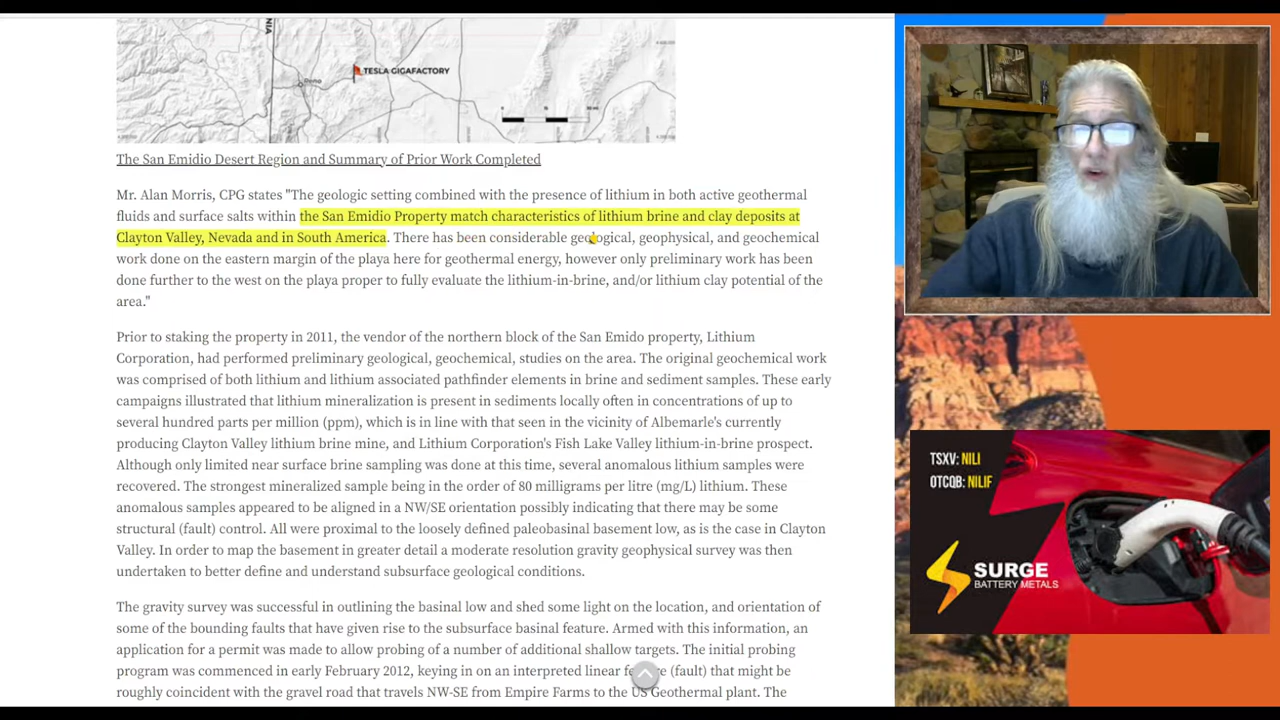 NIA
Reno
TESLA GIGAFACTORY
The San Emidio Desert Region and Summary of Prior Work Completed
Mr. Alan Morris, CPG states "The geologic setting combined with the presence of lithium in both active geothermal
fluids and surface salts within the San Emidio Property match characteristics of lithium brine and clay deposits at
Clayton Valley, Nevada and in South America. There has been considerable geological, geophysical, and geochemical
work done on the eastern margin of the playa here for geothermal energy, however only preliminary work has been
done further to the west on the playa proper to fully evaluate the lithium-in-brine, and/or lithium clay potential of the
area."
Prior to staking the property in 2011, the vendor of the northern block of the San Emido property, Lithium
Corporation, had performed preliminary geological, geochemical, studies on the area. The original geochemical work
was comprised of both lithium and lithium associated pathfinder elements in brine and sediment samples. These early
campaigns illustrated that lithium mineralization is present in sediments locally often in concentrations of up to
several hundred parts per million (ppm), which is in line with that seen in the vicinity of Albemarle's currently
producing Clayton Valley lithium brine mine, and Lithium Corporation's Fish Lake Valley lithium-in-brine prospect.
Although only limited near surface brine sampling was done at this time, several anomalous lithium samples were
recovered. The strongest mineralized sample being in the order of 80 milligrams per litre (mg/L) lithium. These
anomalous samples appeared to be aligned in a NW/SE orientation possibly indicating that there may be some
structural (fault) control. All were proximal to the loosely defined paleobasinal basement low, as is the case in Clayton
Valley. In order to map the basement in greater detail a moderate resolution gravity geophysical survey was then
undertaken to better define and understand subsurface geological conditions.
The gravity survey was successful in outlining the basinal low and shed some light on the location, and orientation of
some of the bounding faults that have given rise to the subsurface basinal feature. Armed with this information, an
application for a permit was made to allow probing of a number of additional shallow targets. The initial probing
program was commenced in early February 2012, keying in on an interpreted linear fe re (fault) that might be
roughly coincident with the gravel road that travels NW-SE from Empire Farms to the US Geothermal plant. The
TSXV: NILI
OTCQB: NILIF
SURGE
BATTERY METALS